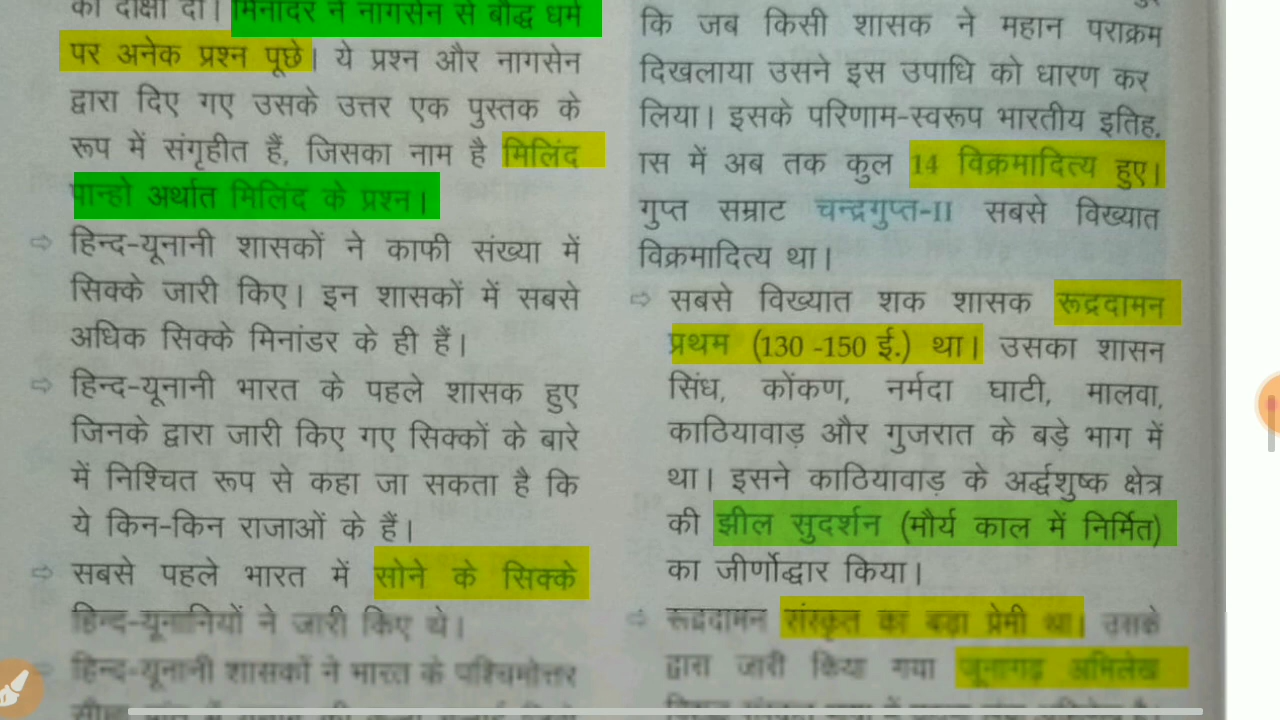 की दीक्षा दी। मिनांदर ने नागसेन से बौद्ध धर्म
पर अनेक प्रश्न पूछे। ये प्रश्न और नागसेन
द्वारा दिए गए उसके उत्तर एक पुस्तक के
रूप में संगृहीत हैं, जिसका नाम है मिलिंद
पान्हो अर्थात मिलिंद के प्रश्न।
⇨ हिन्द-यूनानी शासकों ने काफी संख्या में
सिक्के जारी किए। इन शासकों में सबसे
अधिक सिक्के मिनांडर के ही हैं।
⇨ हिन्द-यूनानी भारत के पहले शासक हुए
जिनके द्वारा जारी किए गए सिक्कों के बारे
में निश्चित रूप से कहा जा सकता है कि
ये किन-किन राजाओं के हैं।
⇨ सबसे पहले भारत में सोने के सिक्के
हिन्द-यूनानियों ने जारी किए थे।
हिन्द-यूनानी शासकों ने भारत के पश्चिमोत्तर
कि जब किसी शासक ने महान पराक्रम
दिखलाया उसने इस उपाधि को धारण कर
लिया। इसके परिणाम-स्वरूप भारतीय इतिह,
ास में अब तक कुल 14 विक्रमादित्य हुए।
गुप्त सम्राट चन्द्रगुप्त-II सबसे विख्यात
विक्रमादित्य था।
⇨ सबसे विख्यात शक शासक रूद्रदामन
प्रथम (130 -150 ई.) था। उसका शासन
सिंध, कोंकण, नर्मदा घाटी, मालवा,
काठियावाड़ और गुजरात के बड़े भाग में
था। इसने काठियावाड़ के अर्द्धशुष्क क्षेत्र
की झील सुदर्शन (मौर्य काल में निर्मित)
का जीर्णोद्धार किया।
⇨ रूद्रदामन संस्कृत का बड़ा प्रेमी था। उसके
द्वारा जारी किया गया जूनागढ़ अभिलेख